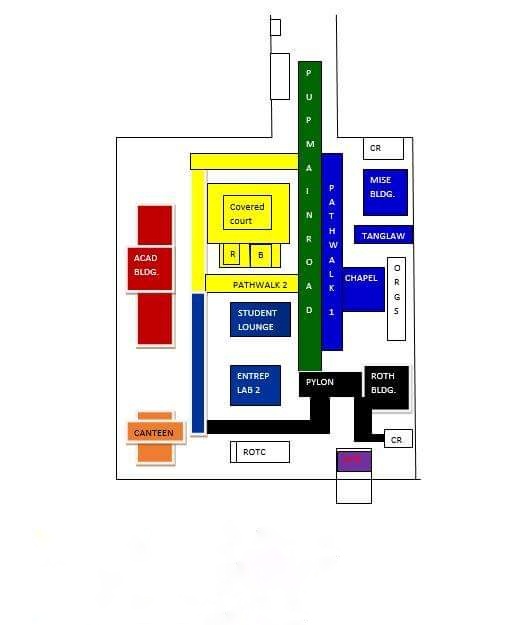 PUP MAIN ROAD
CR
MISE
BLDG.
PATHWALK 1
Covered
court
TANGLAW
R
B
ACAD
BLDG.
CHAPEL
ORGS
PATHWALK 2
STUDENT
LOUNGE
ENTREP
LAB 2
PYLON
ROTH
BLDG.
CANTEEN
CR
ROTC